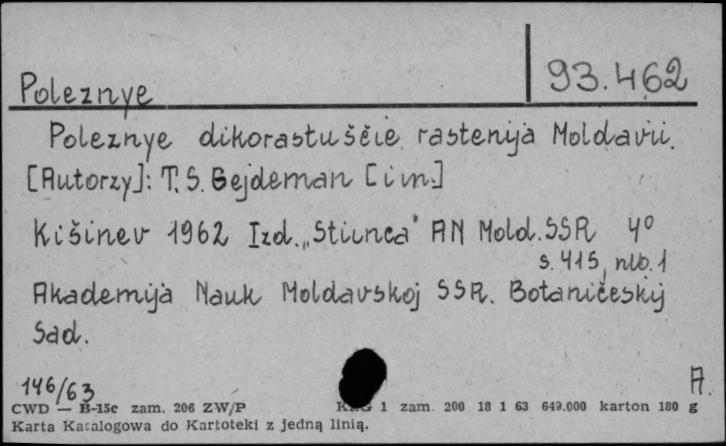 93.462
Poleznye
Poleznye dikorastuščie rastenija Moldavii.
[Autorzy]: T. S. Gejdeman [i in.]
Kišinev 1962 Izd. „Štiinca" AN Mold. SSR 4°
s. 415, nlb. 1
Akademija Nauk Moldavskoj SSR. Botaničeskij
Sad.
146/63
A.
CWD — B-15c zam. 206 ZW/P 1 zam. 200 18 1 63 649.000 karton 180 g
Karta Katalogowa do Kartoteki z jedną linią.